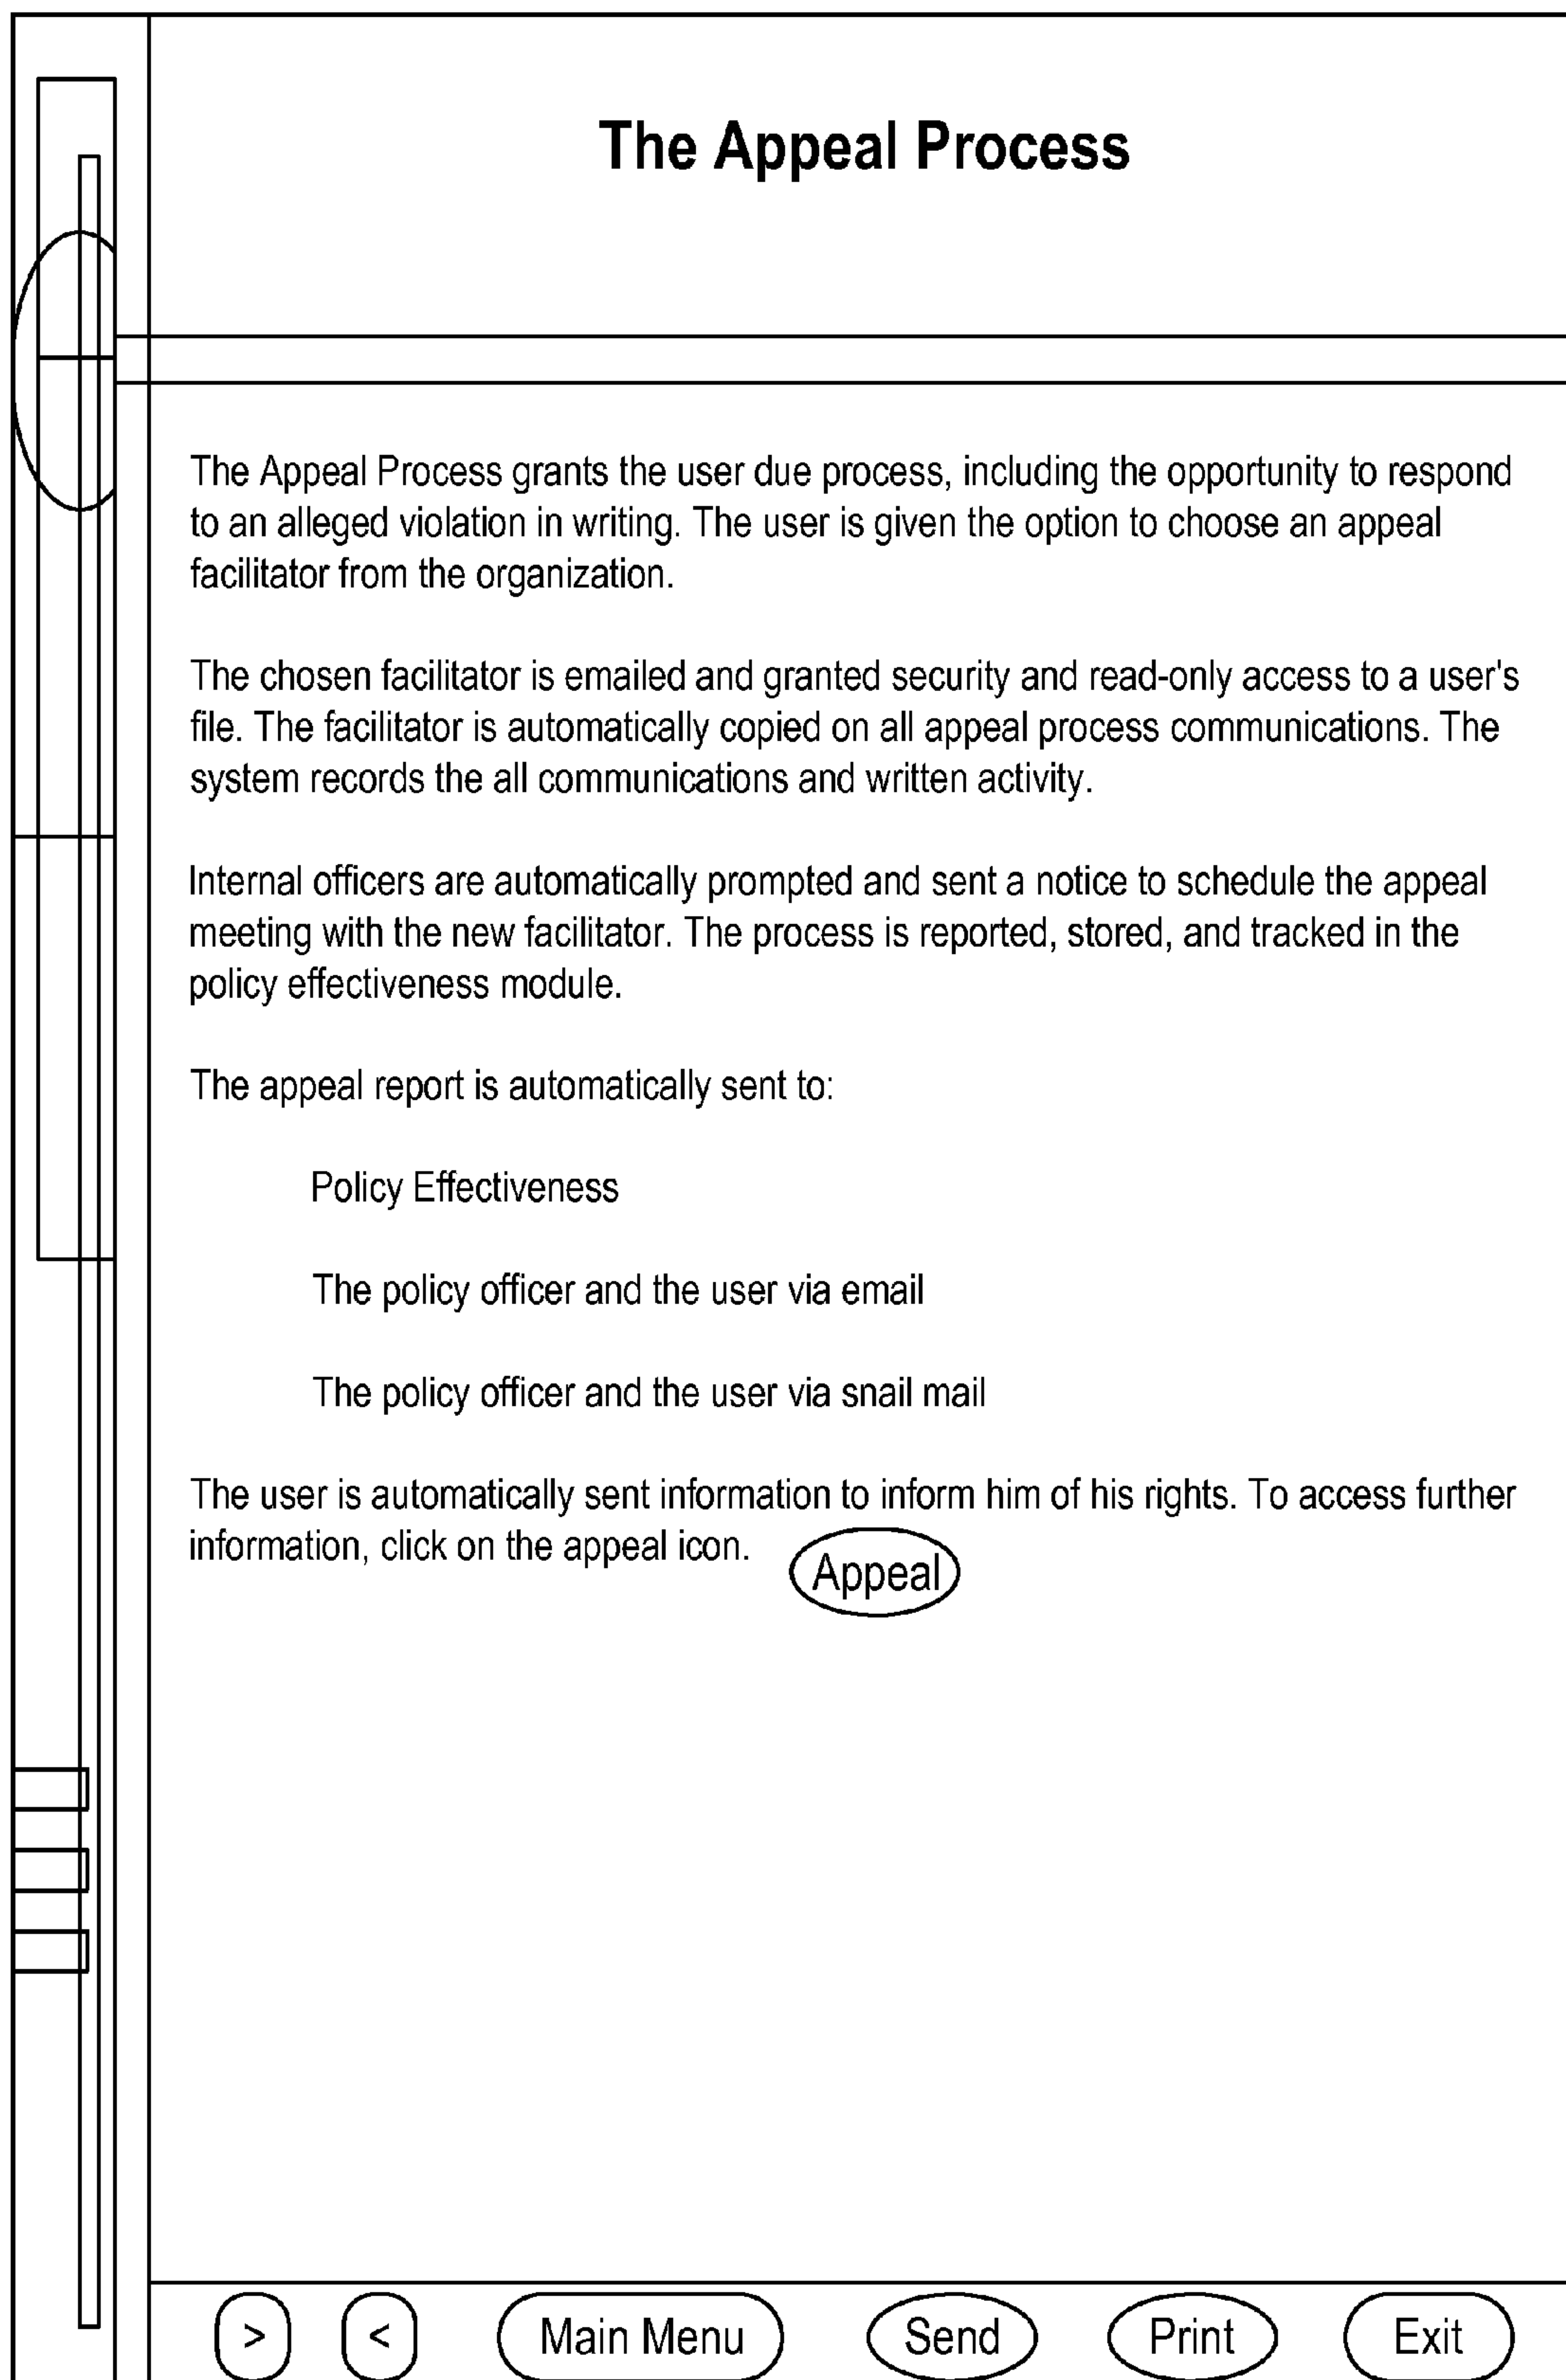 The Appeal Process
The Appeal Process grants the user due process, including the opportunity to respond
to an alleged violation in writing. The user is given the option to choose an appeal
facilitator from the organization.
The chosen facilitator is emailed and granted security and read-only access to a user's
file. The facilitator is automatically copied on all appeal process communications. The
system records the all communications and written activity.
Internal officers are automatically prompted and sent a notice to schedule the appeal
meeting with the new facilitator. The process is reported, stored, and tracked in the
policy effectiveness module.
The appeal report is automatically sent to:
Policy Effectiveness
The policy officer and the user via email
The policy officer and the user via snail mail
The user is automatically sent information to inform him of his rights. To access further
information, click on the appeal icon.
Appeal
> < Main Menu Send Print Exit